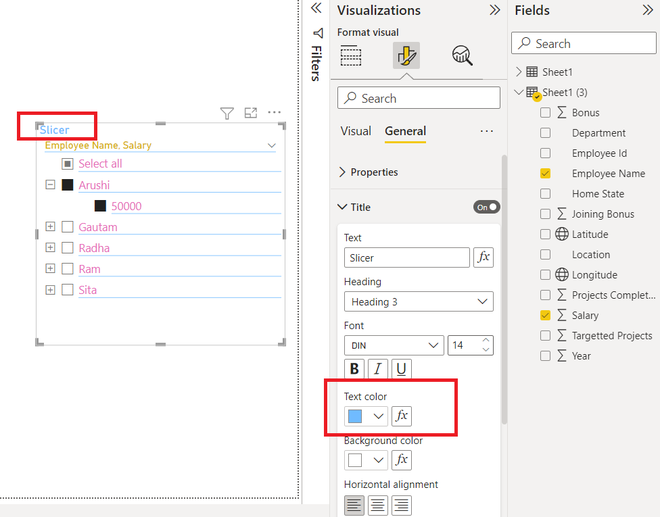 Slicer
Employee Name, Salary
Select all
Arushi
50000
Gautam
Radha
Ram
Sita
Filters
Visualizations
Format visual
Search
Visual
General
Properties
Title
On
Text
Slicer
fx
Heading
Heading 3
Font
DIN
14
B I U
Text color
fx
Background color
fx
Horizontal alignment
Fields
Search
Sheet1
Sheet1 (3)
Bonus
Department
Employee Id
Employee Name
Home State
Joining Bonus
Latitude
Location
Longitude
Projects Complet...
Salary
Targetted Projects
Year